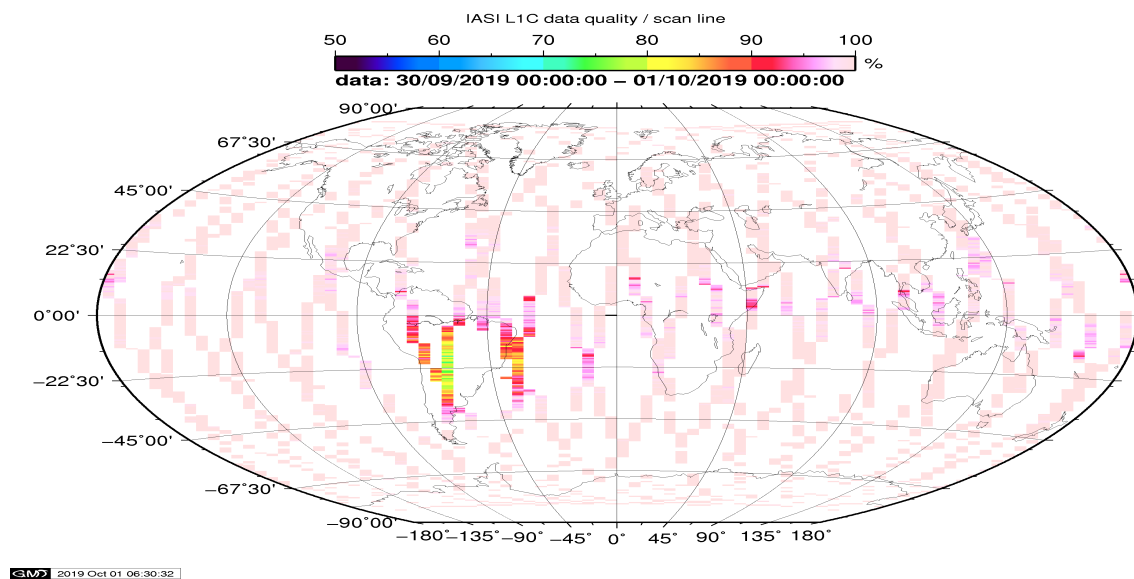 IASI L1C data quality / scan line
50 60 70 80 90 100
%
data: 30/09/2019 00:00:00 – 01/10/2019 00:00:00
90°00'
67°30'
45°00'
22°30'
0°00'
−22°30'
−45°00'
−67°30'
−90°00'
−180° −135° −90° −45° 0° 45° 90° 135° 180°
GMD 2019 Oct 01 06:30:32